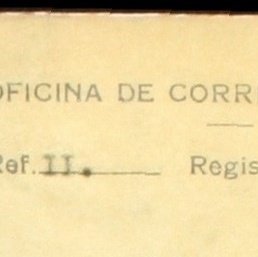 OFICINA DE CORR
Ref. II. Regis